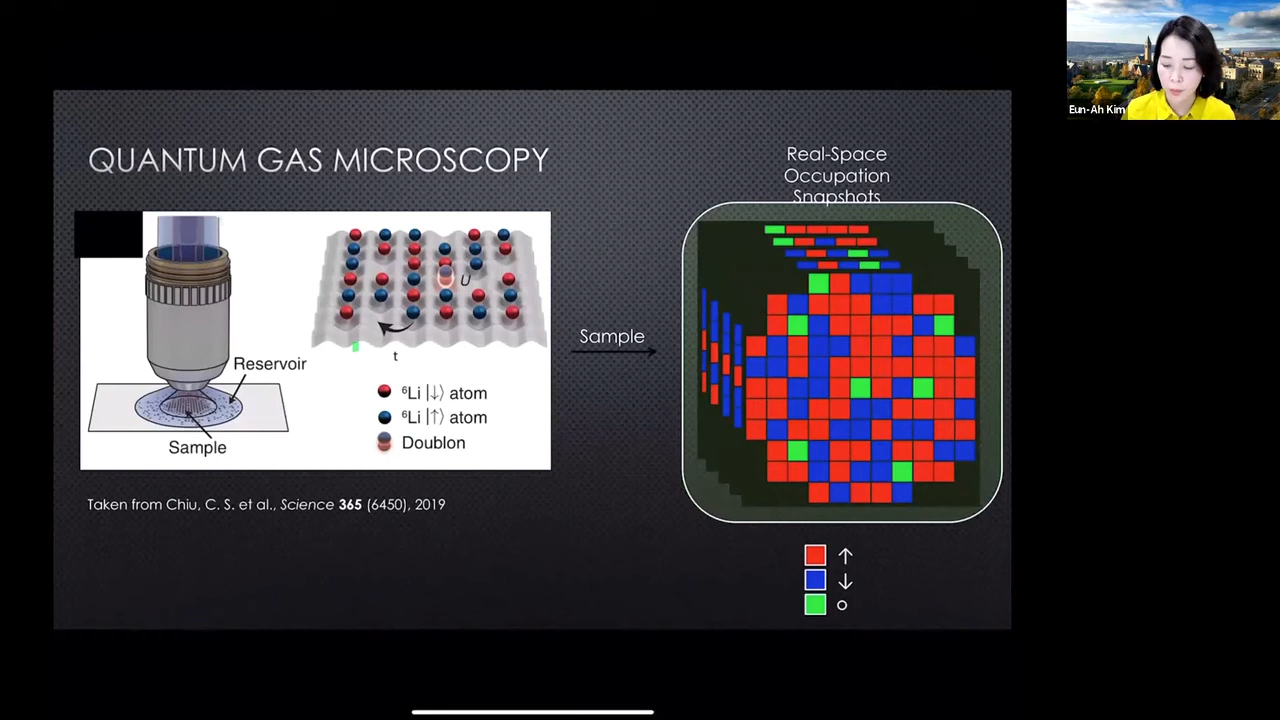 Eun-Ah Kim
QUANTUM GAS MICROSCOPY
Real-Space
Occupation
Snapshots
U
t
Reservoir
Sample
⁶Li |↓⟩ atom
⁶Li |↑⟩ atom
Doublon
Sample
Taken from Chiu, C. S. et al., Science 365 (6450), 2019
↑
↓
o